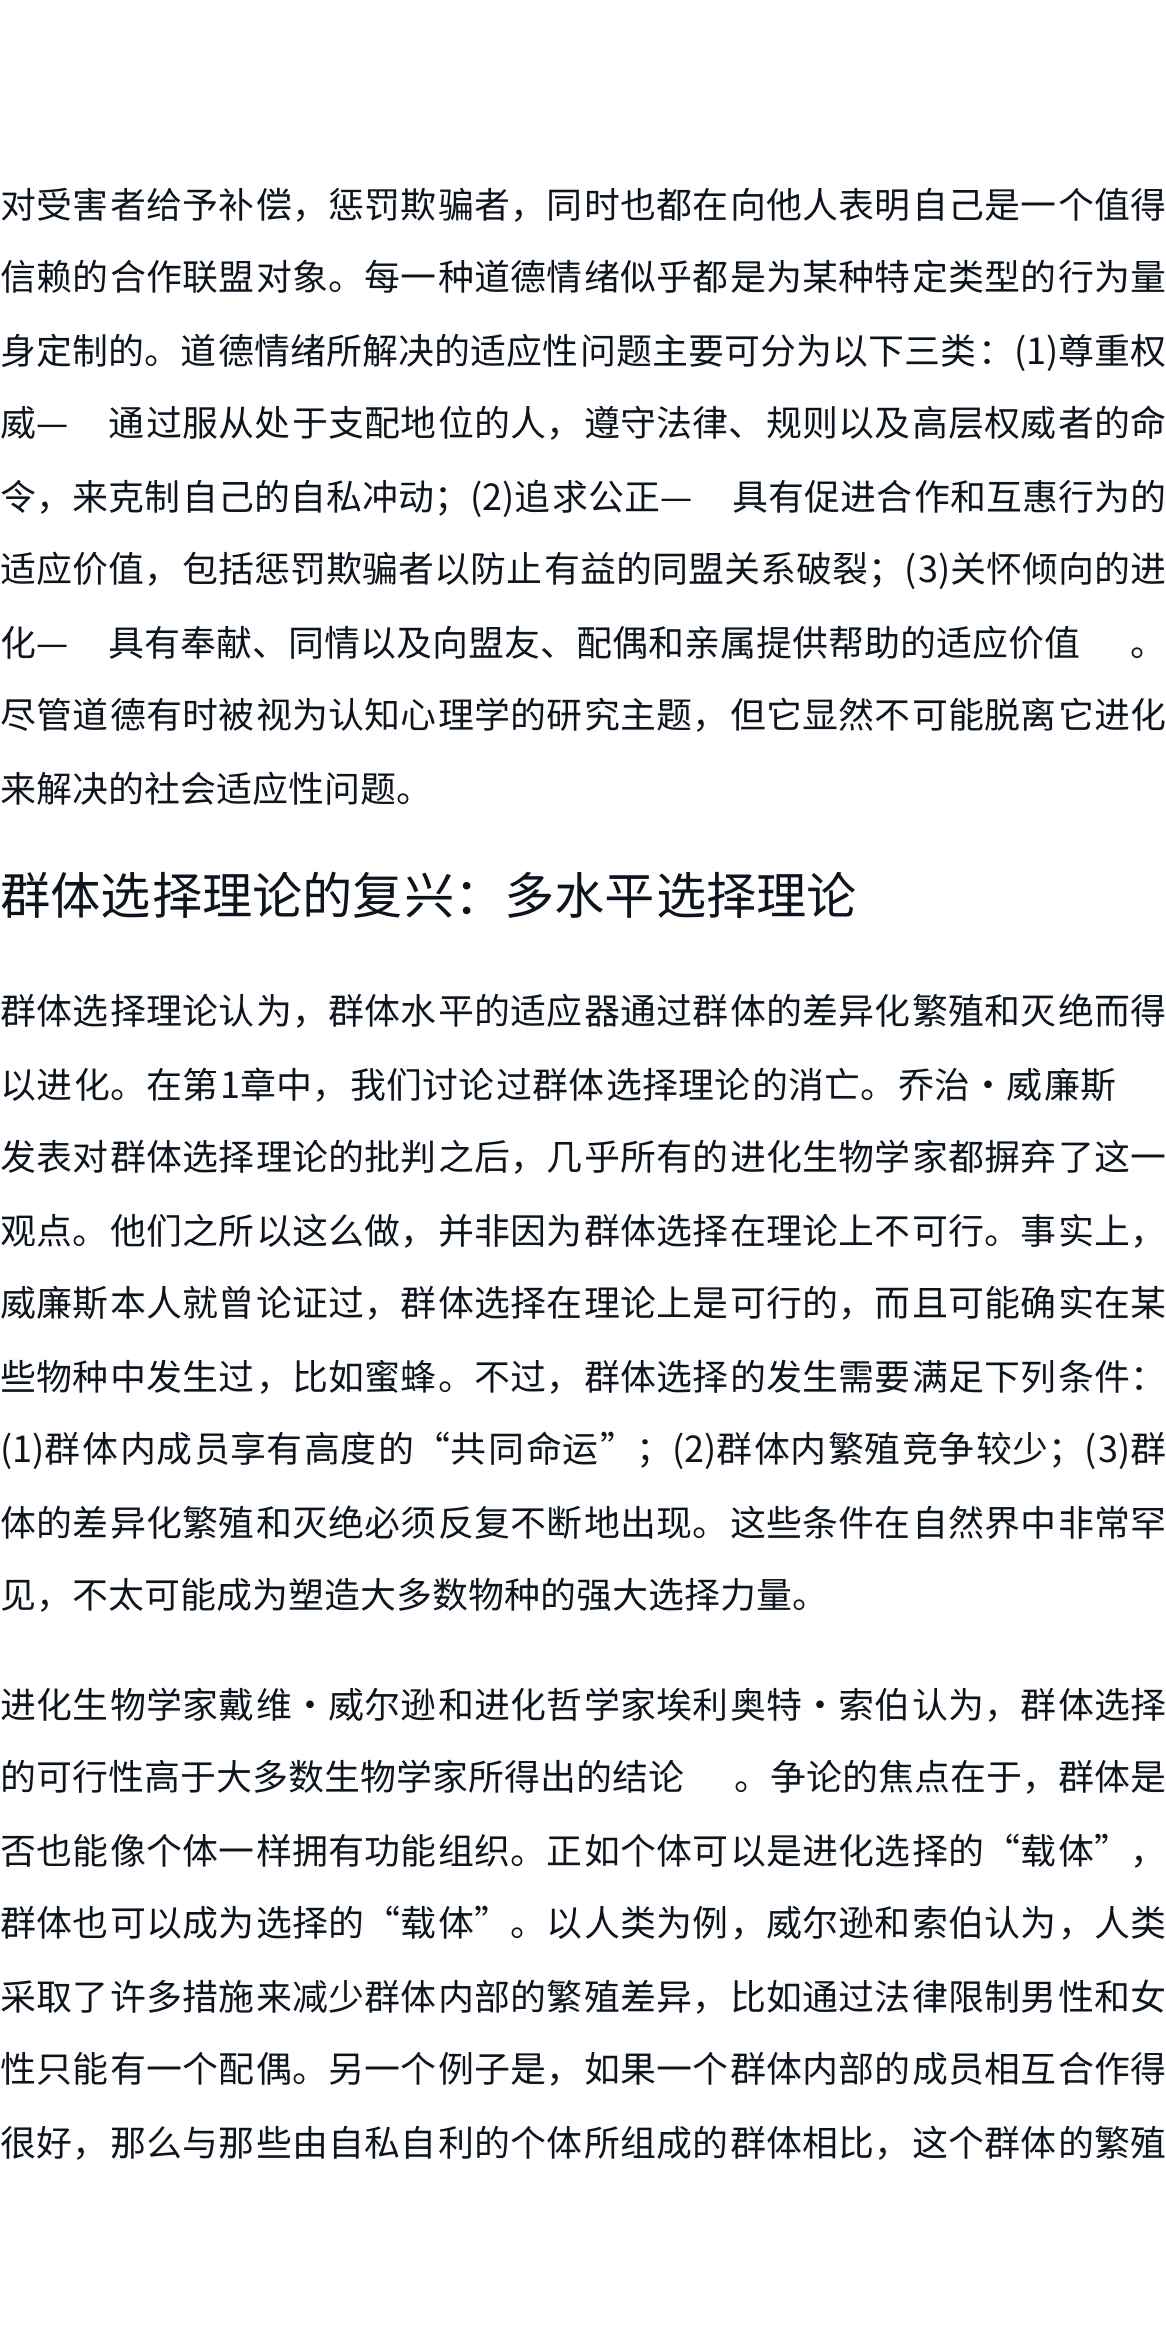 对受害者给予补偿，惩罚欺骗者，同时也都在向他人表明自己是一个值得
信赖的合作联盟对象。每一种道德情绪似乎都是为某种特定类型的行为量
身定制的。道德情绪所解决的适应性问题主要可分为以下三类：(1)尊重权
威— 通过服从处于支配地位的人，遵守法律、规则以及高层权威者的命
令，来克制自己的自私冲动；(2)追求公正— 具有促进合作和互惠行为的
适应价值，包括惩罚欺骗者以防止有益的同盟关系破裂；(3)关怀倾向的进
化— 具有奉献、同情以及向盟友、配偶和亲属提供帮助的适应价值 。
尽管道德有时被视为认知心理学的研究主题，但它显然不可能脱离它进化
来解决的社会适应性问题。
群体选择理论的复兴：多水平选择理论
群体选择理论认为，群体水平的适应器通过群体的差异化繁殖和灭绝而得
以进化。在第1章中，我们讨论过群体选择理论的消亡。乔治·威廉斯
发表对群体选择理论的批判之后，几乎所有的进化生物学家都摒弃了这一
观点。他们之所以这么做，并非因为群体选择在理论上不可行。事实上，
威廉斯本人就曾论证过，群体选择在理论上是可行的，而且可能确实在某
些物种中发生过，比如蜜蜂。不过，群体选择的发生需要满足下列条件：
(1)群体内成员享有高度的“共同命运”；(2)群体内繁殖竞争较少；(3)群
体的差异化繁殖和灭绝必须反复不断地出现。这些条件在自然界中非常罕
见，不太可能成为塑造大多数物种的强大选择力量。
进化生物学家戴维·威尔逊和进化哲学家埃利奥特·索伯认为，群体选择
的可行性高于大多数生物学家所得出的结论 。争论的焦点在于，群体是
否也能像个体一样拥有功能组织。正如个体可以是进化选择的“载体”，
群体也可以成为选择的“载体”。以人类为例，威尔逊和索伯认为，人类
采取了许多措施来减少群体内部的繁殖差异，比如通过法律限制男性和女
性只能有一个配偶。另一个例子是，如果一个群体内部的成员相互合作得
很好，那么与那些由自私自利的个体所组成的群体相比，这个群体的繁殖